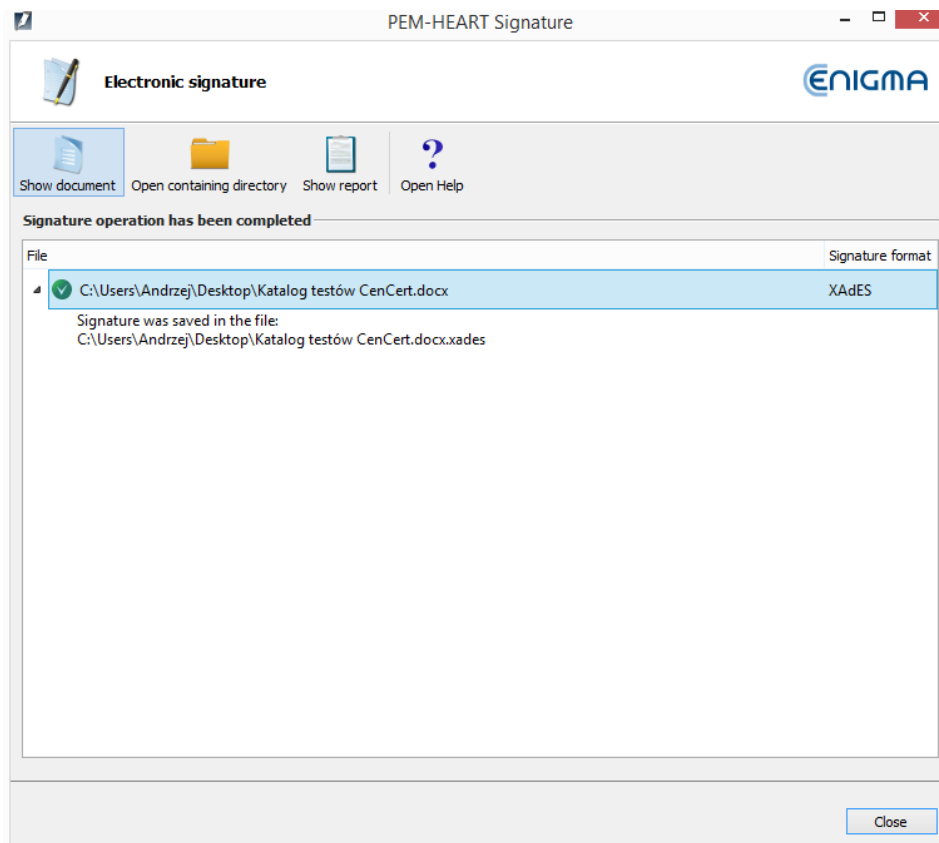 PEM-HEART Signature
Electronic signature
ENIGMA
Show document Open containing directory Show report Open Help
Signature operation has been completed
File Signature format
C:\Users\Andrzej\Desktop\Katalog testów CenCert.docx XAdES
Signature was saved in the file:
C:\Users\Andrzej\Desktop\Katalog testów CenCert.docx.xades
Close